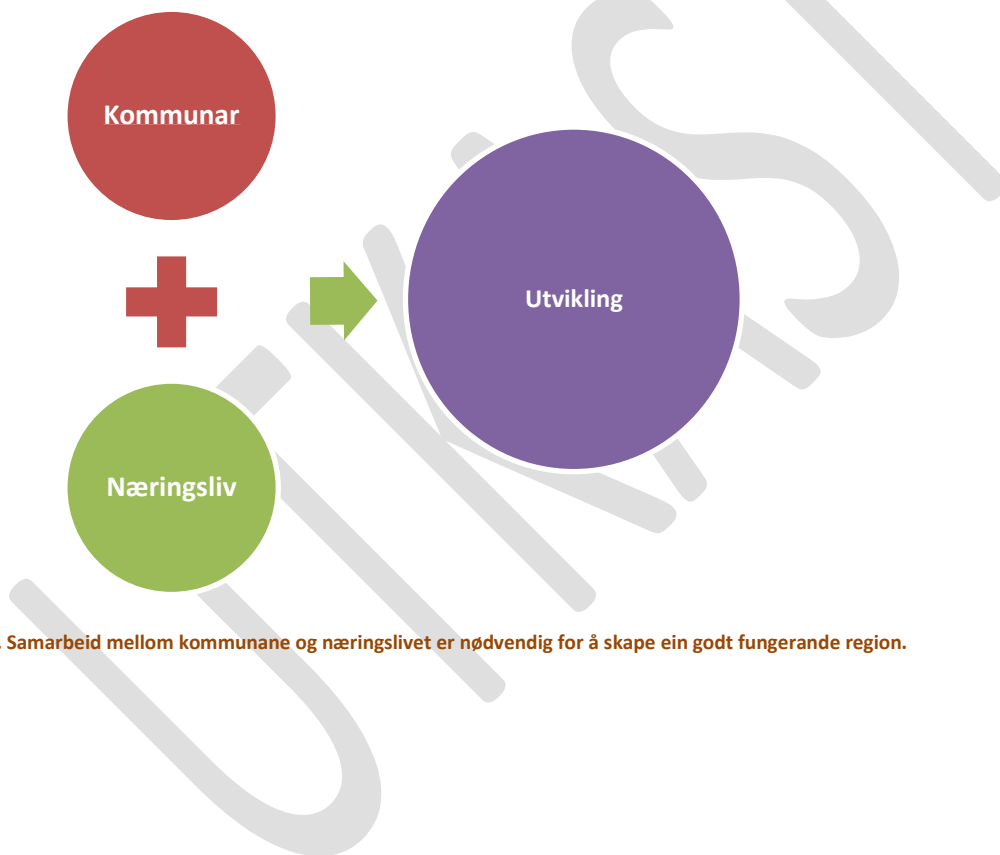 Kommunar
Utvikling
Næringsliv
. Samarbeid mellom kommunane og næringslivet er nødvendig for å skape ein godt fungerande region.